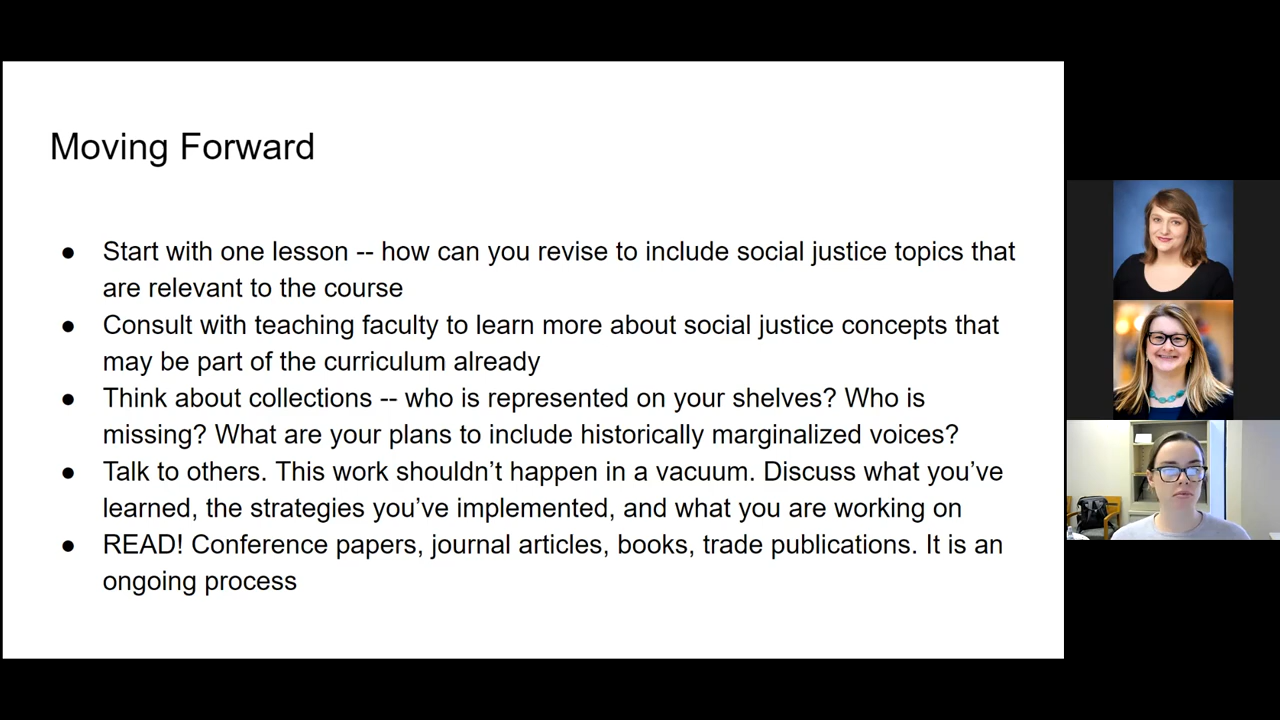 Moving Forward
● Start with one lesson -- how can you revise to include social justice topics that
are relevant to the course
● Consult with teaching faculty to learn more about social justice concepts that
may be part of the curriculum already
● Think about collections -- who is represented on your shelves? Who is
missing? What are your plans to include historically marginalized voices?
● Talk to others. This work shouldn’t happen in a vacuum. Discuss what you’ve
learned, the strategies you’ve implemented, and what you are working on
● READ! Conference papers, journal articles, books, trade publications. It is an
ongoing process